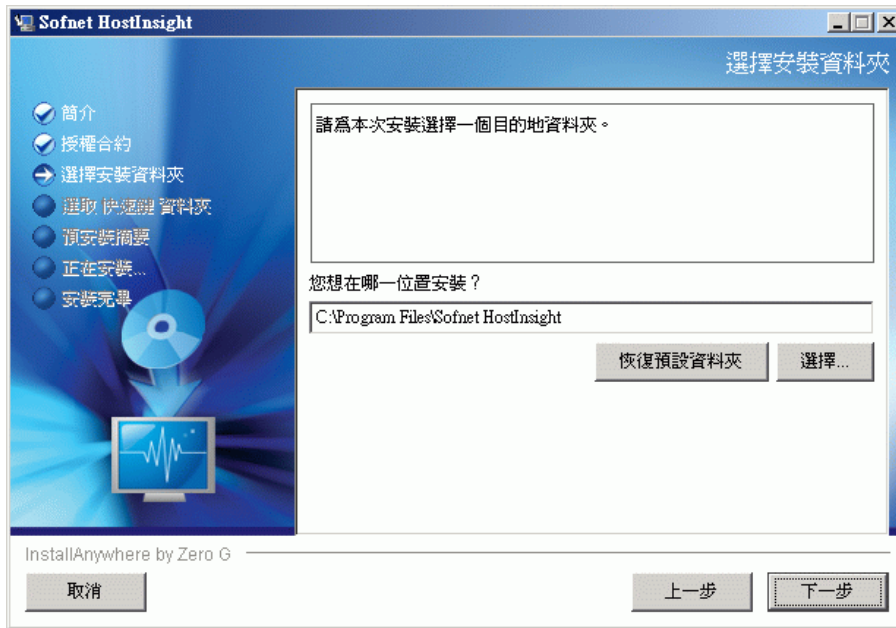 Sofnet HostInsight
選擇安裝資料夾
簡介
授權合約
選擇安裝資料夾
選取 快速鍵 資料夾
預安裝摘要
正在安裝...
安裝完畢
請爲本次安裝選擇一個目的地資料夾。
您想在哪一位置安裝？
C:\Program Files\Sofnet HostInsight
恢復預設資料夾
選擇...
InstallAnywhere by Zero G
取消
上一步
下一步